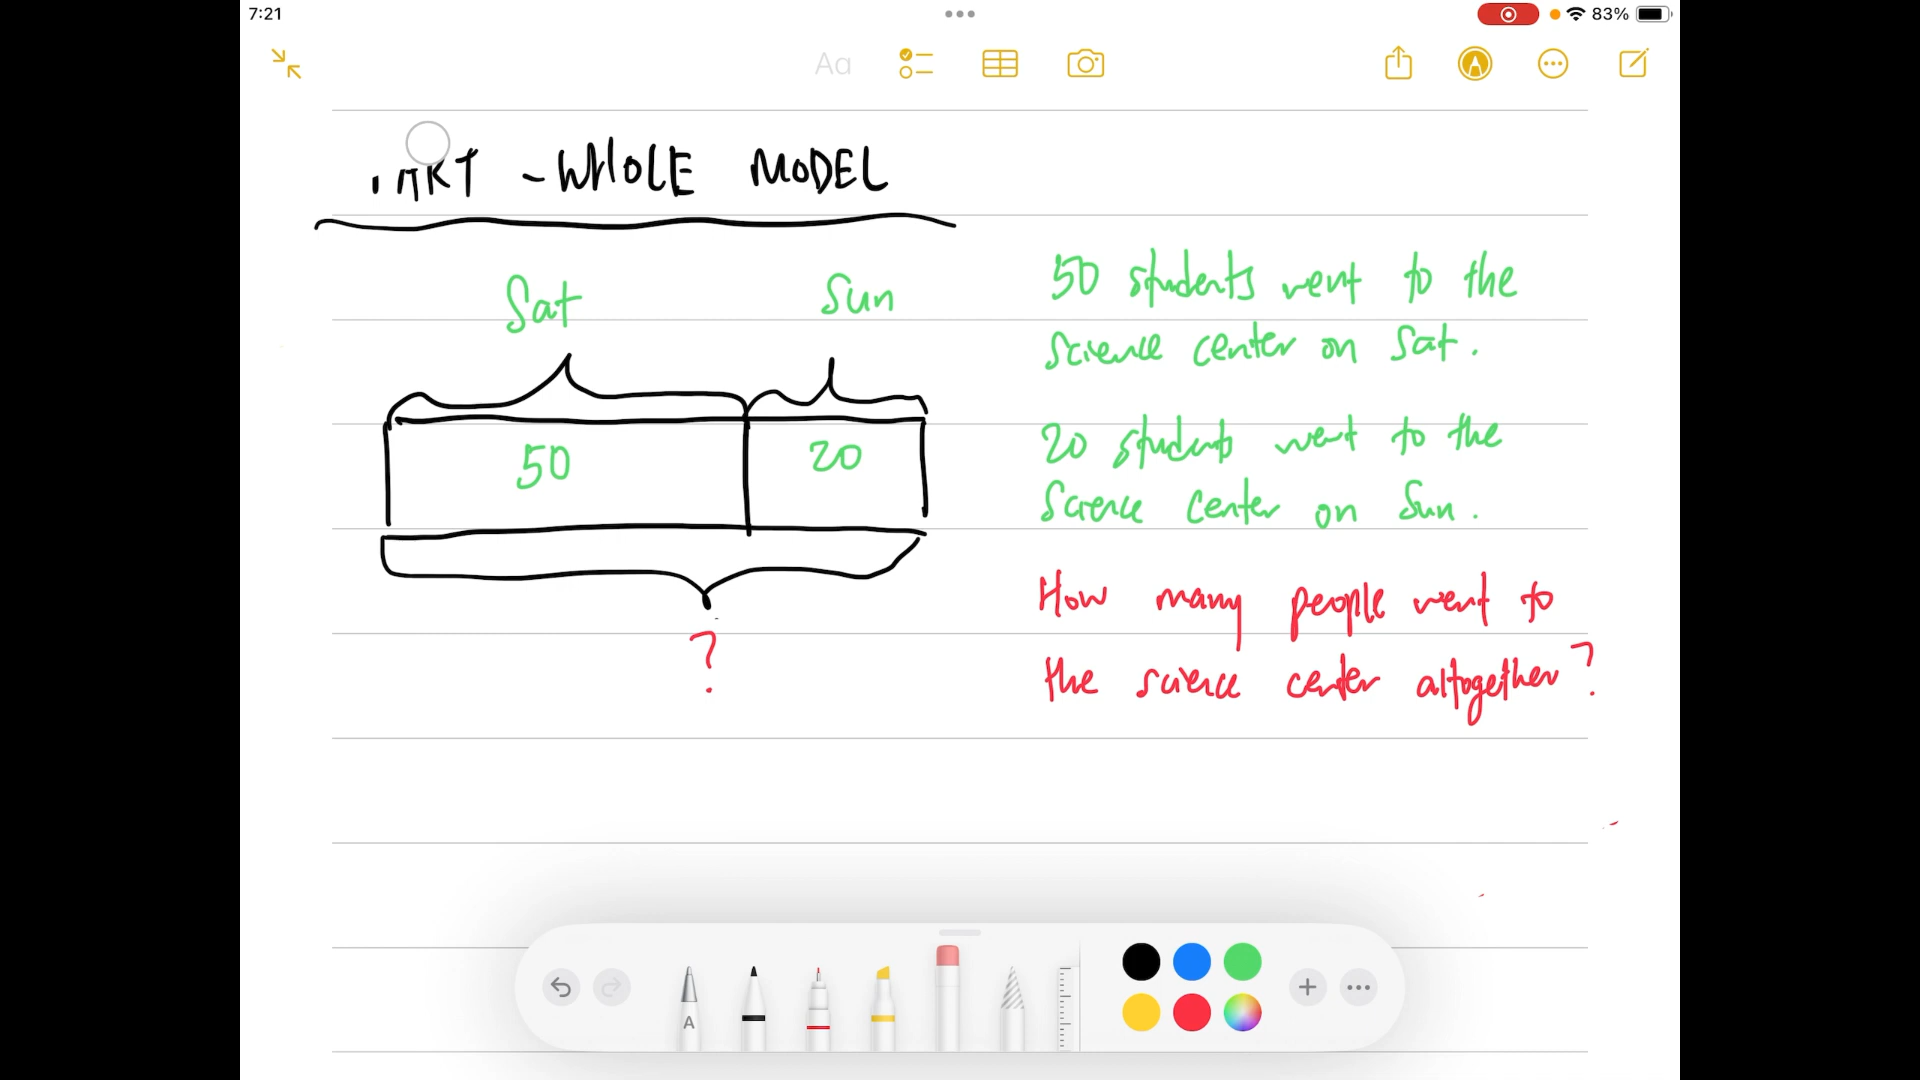 7:21
83%
Aa
-WHOLE MODEL
Sat
Sun
50
20
?
50 students went to the
science center on Sat.
20 students went to the
Science Center on Sun.
How many people went to
the science center altogether?
A